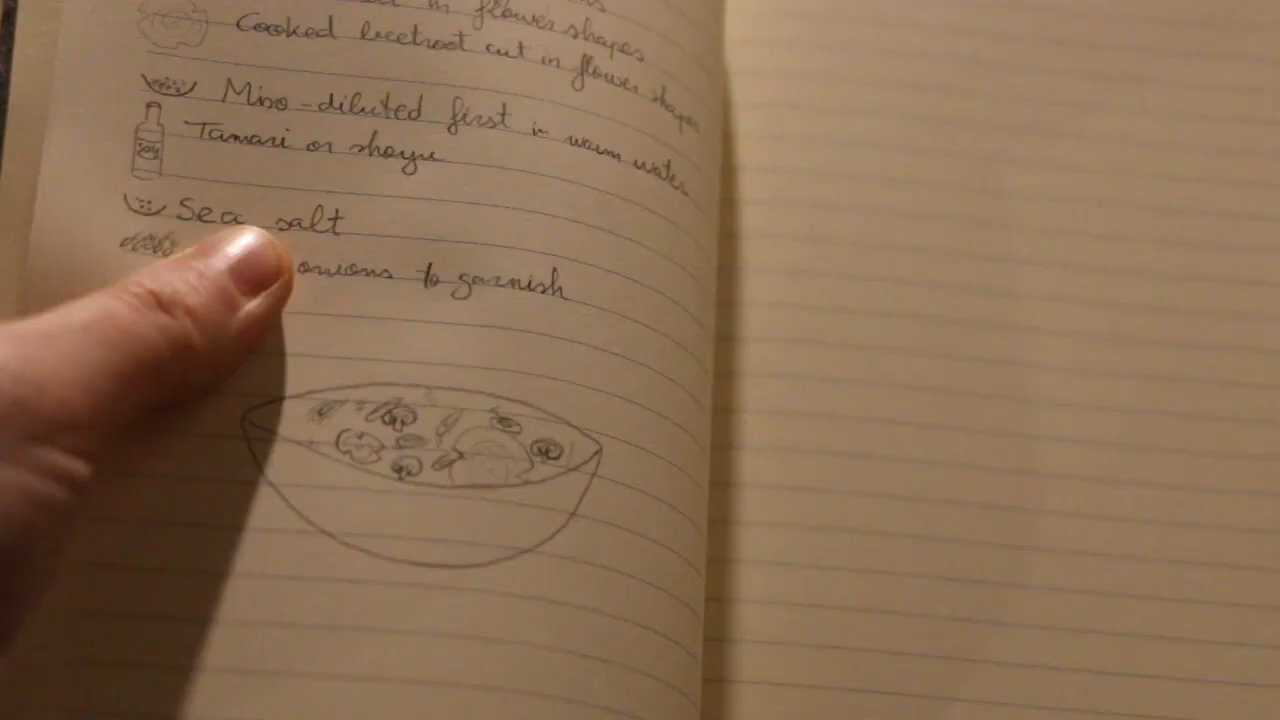 in flower shapes
Cooked beetroot cut in flower shapes
Miso - diluted first in warm water
Tamari or shoyu
SOY
Sea salt
onions to garnish